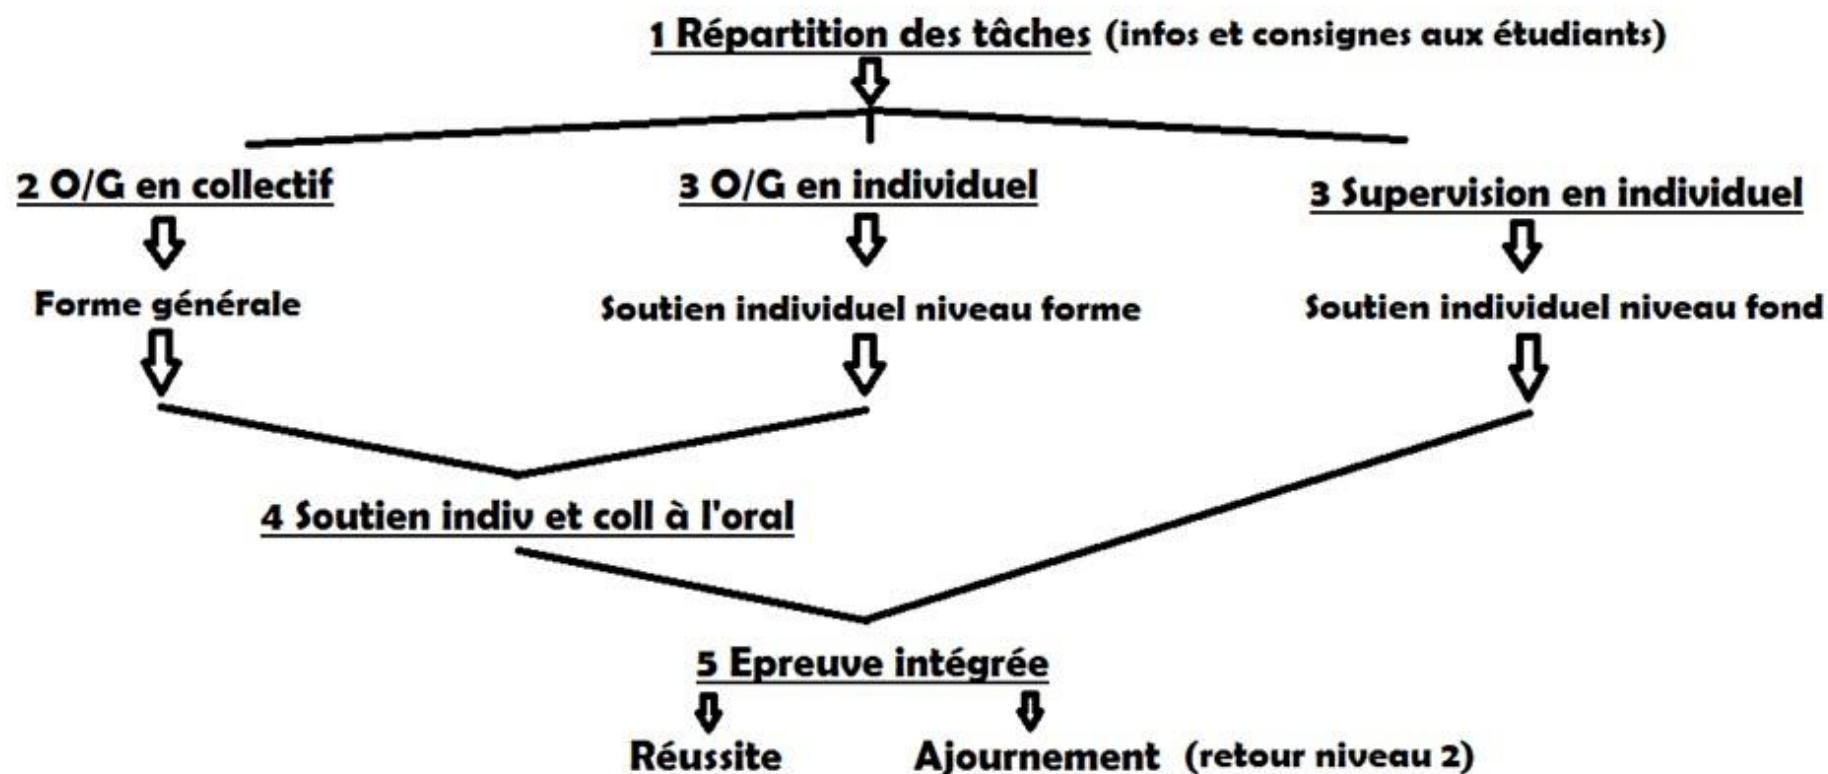 1 Répartition des tâches (infos et consignes aux étudiants)
2 O/G en collectif
3 O/G en individuel
3 Supervision en individuel
Forme générale
Soutien individuel niveau forme
Soutien individuel niveau fond
4 Soutien indiv et coll à l'oral
5 Epreuve intégrée
Réussite
Ajournement (retour niveau 2)